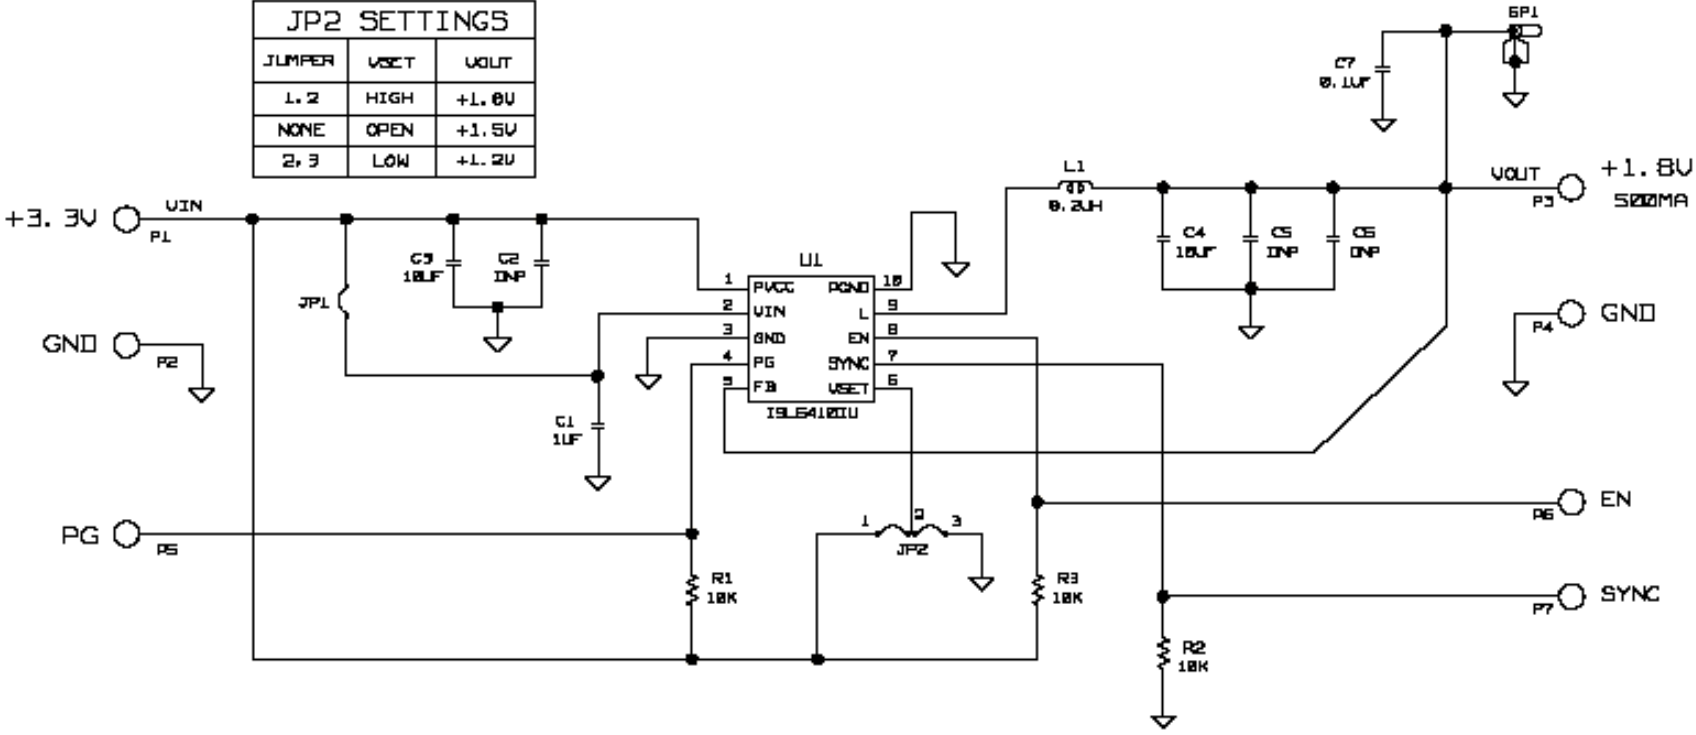 JP2 SETTINGS
JUMPER VSET VOUT
1.2 HIGH +1.8V
NONE OPEN +1.5V
2,3 LOW +1.2V
SP1
C7
0.1UF
+3.3V
VIN
P1
L1
8.2UH
VOUT
P3
+1.8V
500MA
C3
10UF
C2
DNP
C4
10UF
C5
DNP
C6
DNP
JP1
U1
1 PVCC PGND 10
2 VIN L 9
3 GND EN 8
4 PG SYNC 7
5 FB VSET 6
ISL6410IU
GND
P2
P4
GND
C1
1UF
PG
P5
1 2 3
JP2
P6
EN
R1
10K
R3
10K
P7
SYNC
R2
10K